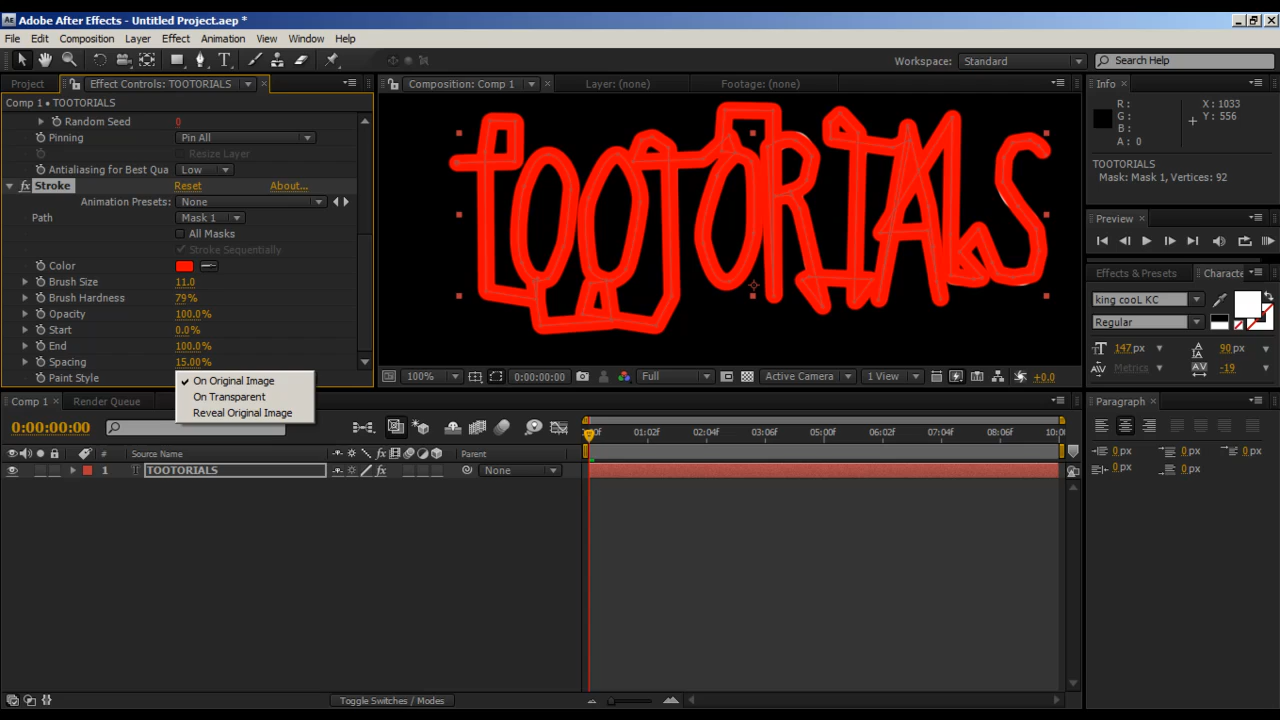 Adobe After Effects - Untitled Project.aep *
File Edit Composition Layer Effect Animation View Window Help
Workspace: Standard Search Help
Project Effect Controls: TOOTORIALS Composition: Comp 1 Layer: (none) Footage: (none) Info
Comp 1 • TOOTORIALS
Random Seed 0
Pinning Pin All
Resize Layer
Antialiasing for Best Qua Low
Stroke Reset About...
Animation Presets: None
Path Mask 1
All Masks
Stroke Sequentially
Color
Brush Size 11.0
Brush Hardness 79%
Opacity 100.0%
Start 0.0%
End 100.0%
Spacing 15.00%
Paint Style
On Original Image
On Transparent
Reveal Original Image
TOOTORIALS
100% 0:00:00:00 Full Active Camera 1 View +0.0
R :
G :
B :
A : 0
X : 1033
Y : 556
TOOTORIALS
Mask: Mask 1, Vertices: 92
Preview
Effects & Presets Characte
king cooL KC
Regular
147 px 90 px
Metrics -19
Comp 1 Render Queue
0:00:00:00
# Source Name Parent
1 TOOTORIALS None
:00f 01:02f 02:04f 03:06f 04:08f 05:00f 06:02f 07:04f 08:06f 10:0
Toggle Switches / Modes
Paragraph
0 px 0 px 0 px
0 px 0 px